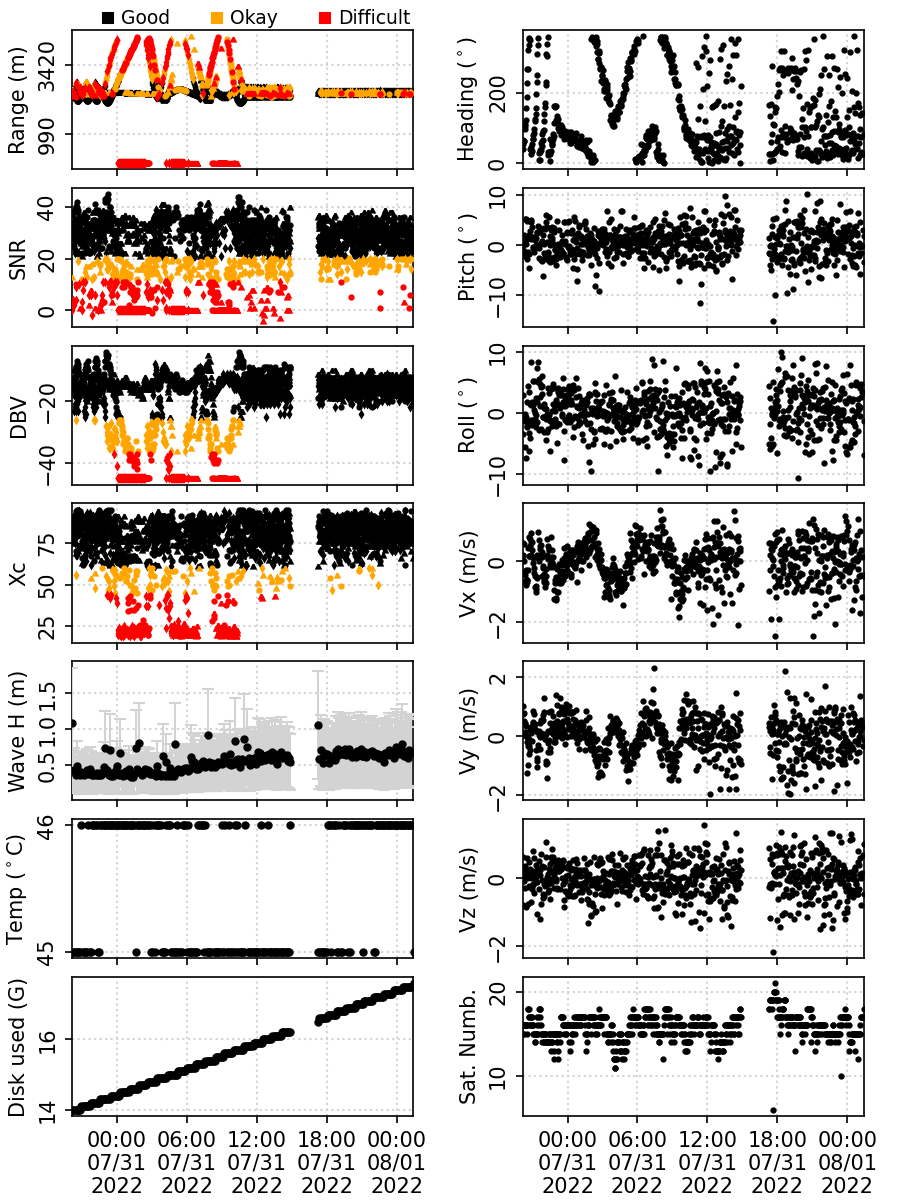 Good Okay Difficult
Range (m)
3420
990
Heading (°)
200
0
SNR
40
20
0
Pitch (°)
10
0
−10
DBV
−20
−40
Roll (°)
10
0
−10
Xc
75
50
25
Vx (m/s)
0
−2
Wave H (m)
1.5
1.0
0.5
Vy (m/s)
2
0
−2
Temp (°C)
46
45
Vz (m/s)
0
−2
Disk used (G)
16
14
Sat. Numb.
20
10
00:00 06:00 12:00 18:00 00:00
07/31 07/31 07/31 07/31 08/01
2022 2022 2022 2022 2022
00:00 06:00 12:00 18:00 00:00
07/31 07/31 07/31 07/31 08/01
2022 2022 2022 2022 2022